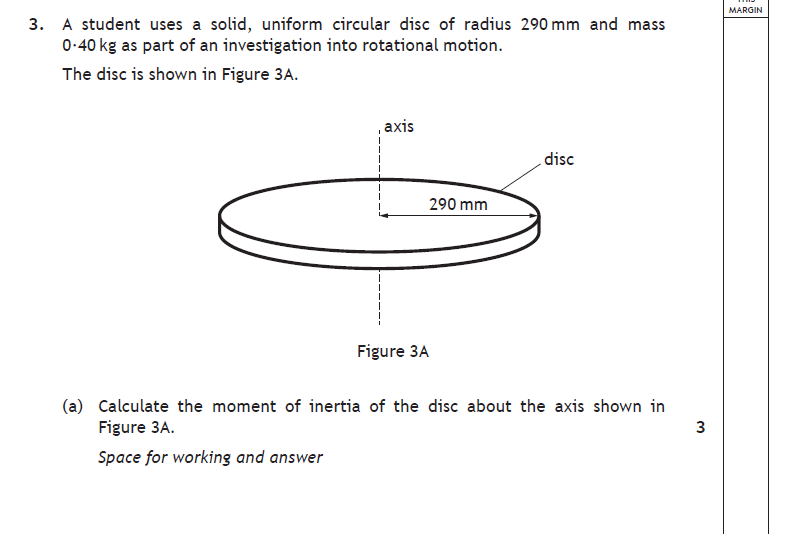 MARGIN
3. A student uses a solid, uniform circular disc of radius 290 mm and mass
0·40 kg as part of an investigation into rotational motion.
The disc is shown in Figure 3A.
axis
disc
290 mm
Figure 3A
(a) Calculate the moment of inertia of the disc about the axis shown in
Figure 3A.
3
Space for working and answer